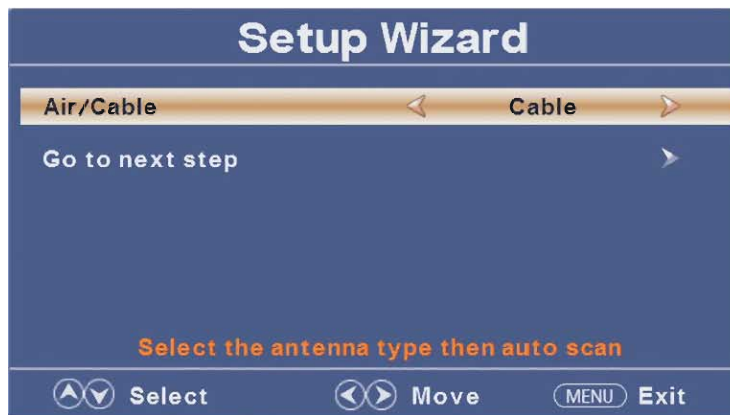 Setup Wizard
Air/Cable Cable
Go to next step
Select the antenna type then auto scan
Select Move MENU Exit